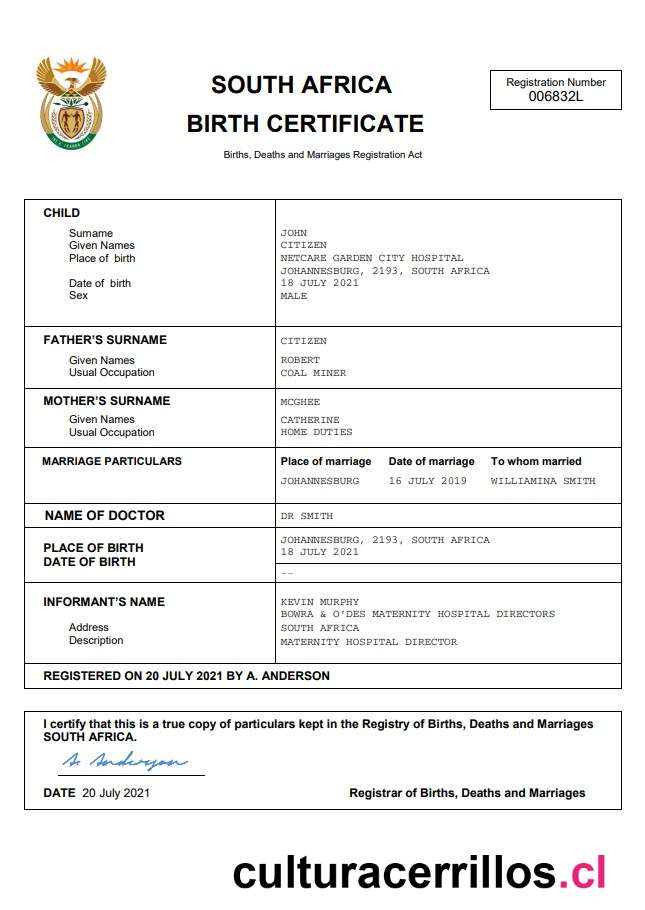 SOUTH AFRICA
BIRTH CERTIFICATE
Births, Deaths and Marriages Registration Act
Registration Number
006832L
CHILD
Surname JOHN
Given Names CITIZEN
Place of birth NETCARE GARDEN CITY HOSPITAL
JOHANNESBURG, 2193, SOUTH AFRICA
Date of birth 18 JULY 2021
Sex MALE
FATHER'S SURNAME CITIZEN
Given Names ROBERT
Usual Occupation COAL MINER
MOTHER'S SURNAME MCGHEE
Given Names CATHERINE
Usual Occupation HOME DUTIES
MARRIAGE PARTICULARS Place of marriage Date of marriage To whom married
JOHANNESBURG 16 JULY 2019 WILLIAMINA SMITH
NAME OF DOCTOR DR SMITH
PLACE OF BIRTH JOHANNESBURG, 2193, SOUTH AFRICA
DATE OF BIRTH 18 JULY 2021
--
INFORMANT'S NAME KEVIN MURPHY
BOWRA & O'DES MATERNITY HOSPITAL DIRECTORS
Address SOUTH AFRICA
Description MATERNITY HOSPITAL DIRECTOR
REGISTERED ON 20 JULY 2021 BY A. ANDERSON
I certify that this is a true copy of particulars kept in the Registry of Births, Deaths and Marriages
SOUTH AFRICA.
A. Anderson
DATE 20 July 2021 Registrar of Births, Deaths and Marriages
culturacerrillos.cl